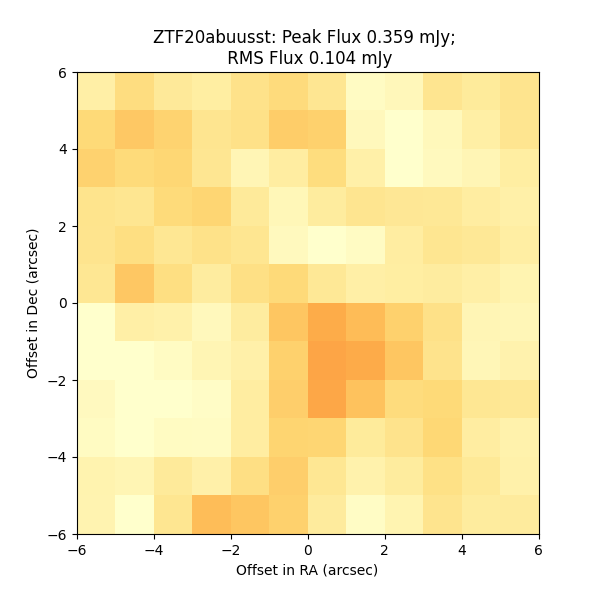 ZTF20abuusst: Peak Flux 0.359 mJy;
RMS Flux 0.104 mJy
6
4
2
0
−2
−4
−6
Offset in Dec (arcsec)
−6 −4 −2 0 2 4 6
Offset in RA (arcsec)